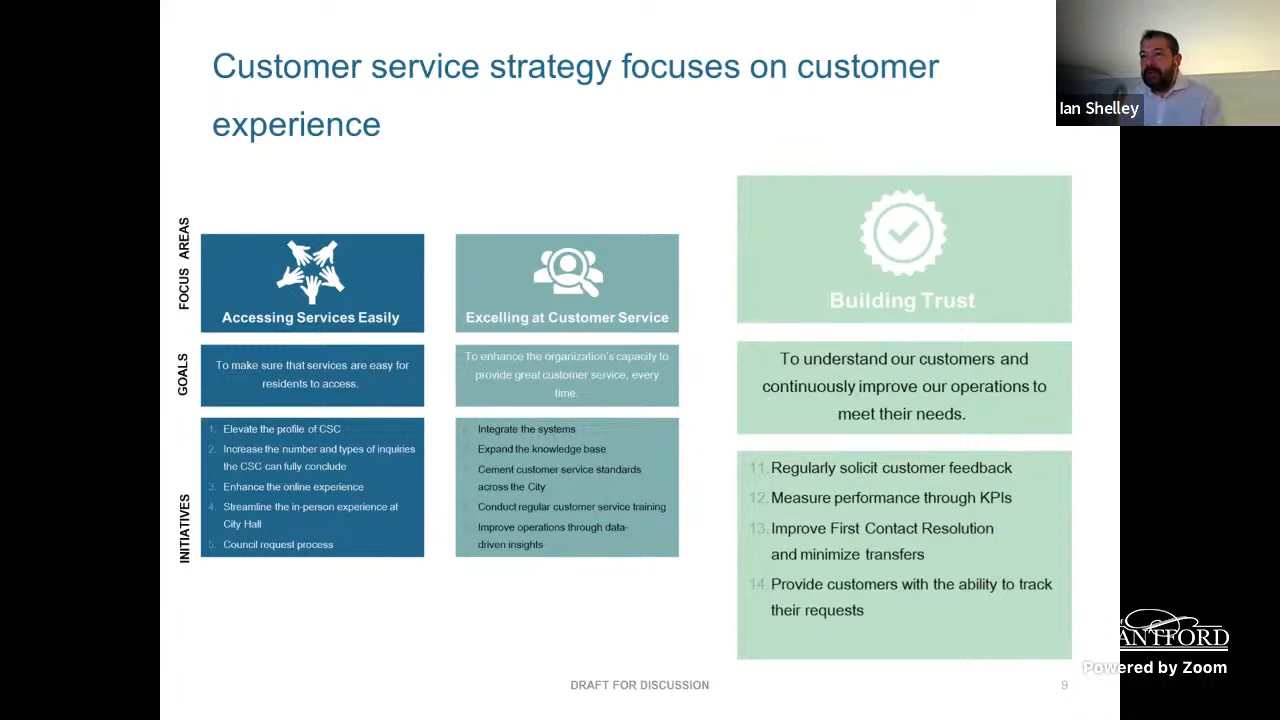 Customer service strategy focuses on customer
experience
Ian Shelley
FOCUS AREAS
Accessing Services Easily
Excelling at Customer Service
Building Trust
GOALS
To make sure that services are easy for
residents to access.
To enhance the organization's capacity to
provide great customer service, every
time.
To understand our customers and
continuously improve our operations to
meet their needs.
INITIATIVES
1. Elevate the profile of CSC
2. Increase the number and types of inquiries
the CSC can fully conclude
3. Enhance the online experience
4. Streamline the in-person experience at
City Hall
5. Council request process
Integrate the systems
Expand the knowledge base
Cement customer service standards
across the City
Conduct regular customer service training
Improve operations through data-
driven insights
11. Regularly solicit customer feedback
12. Measure performance through KPIs
13. Improve First Contact Resolution
and minimize transfers
14. Provide customers with the ability to track
their requests
DRAFT FOR DISCUSSION
9
ANTFORD
Powered by Zoom